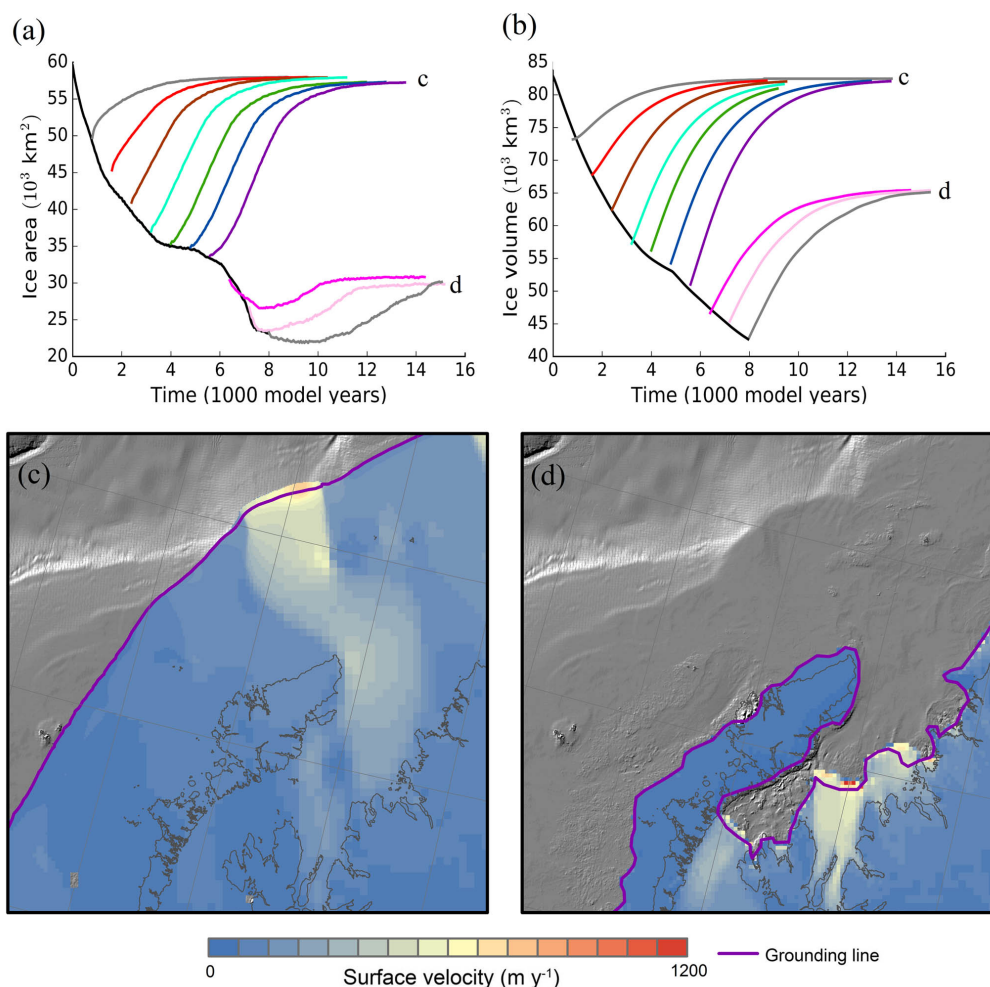 (a)
Ice area (10³ km²)
60
55
50
45
40
35
30
25
20
0 2 4 6 8 10 12 14 16
Time (1000 model years)
c
d
(b)
Ice volume (10³ km³)
85
80
75
70
65
60
55
50
45
40
0 2 4 6 8 10 12 14 16
Time (1000 model years)
c
d
(c)
(d)
0 1200
Surface velocity (m y⁻¹)
Grounding line